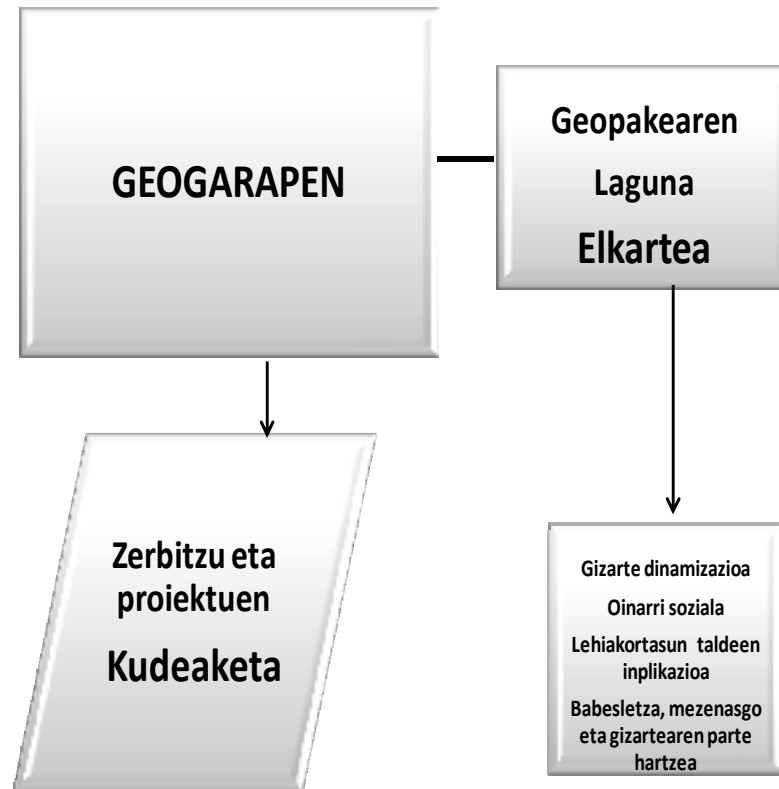 GEOGARAPEN
Geopakearen
Laguna
Elkartea
Zerbitzu eta
proiektuen
Kudeaketa
Gizarte dinamizazioa
Oinarri soziala
Lehiakortasun taldeen
inplikazioa
Babesletza, mezenasgo
eta gizartearen parte
hartzea